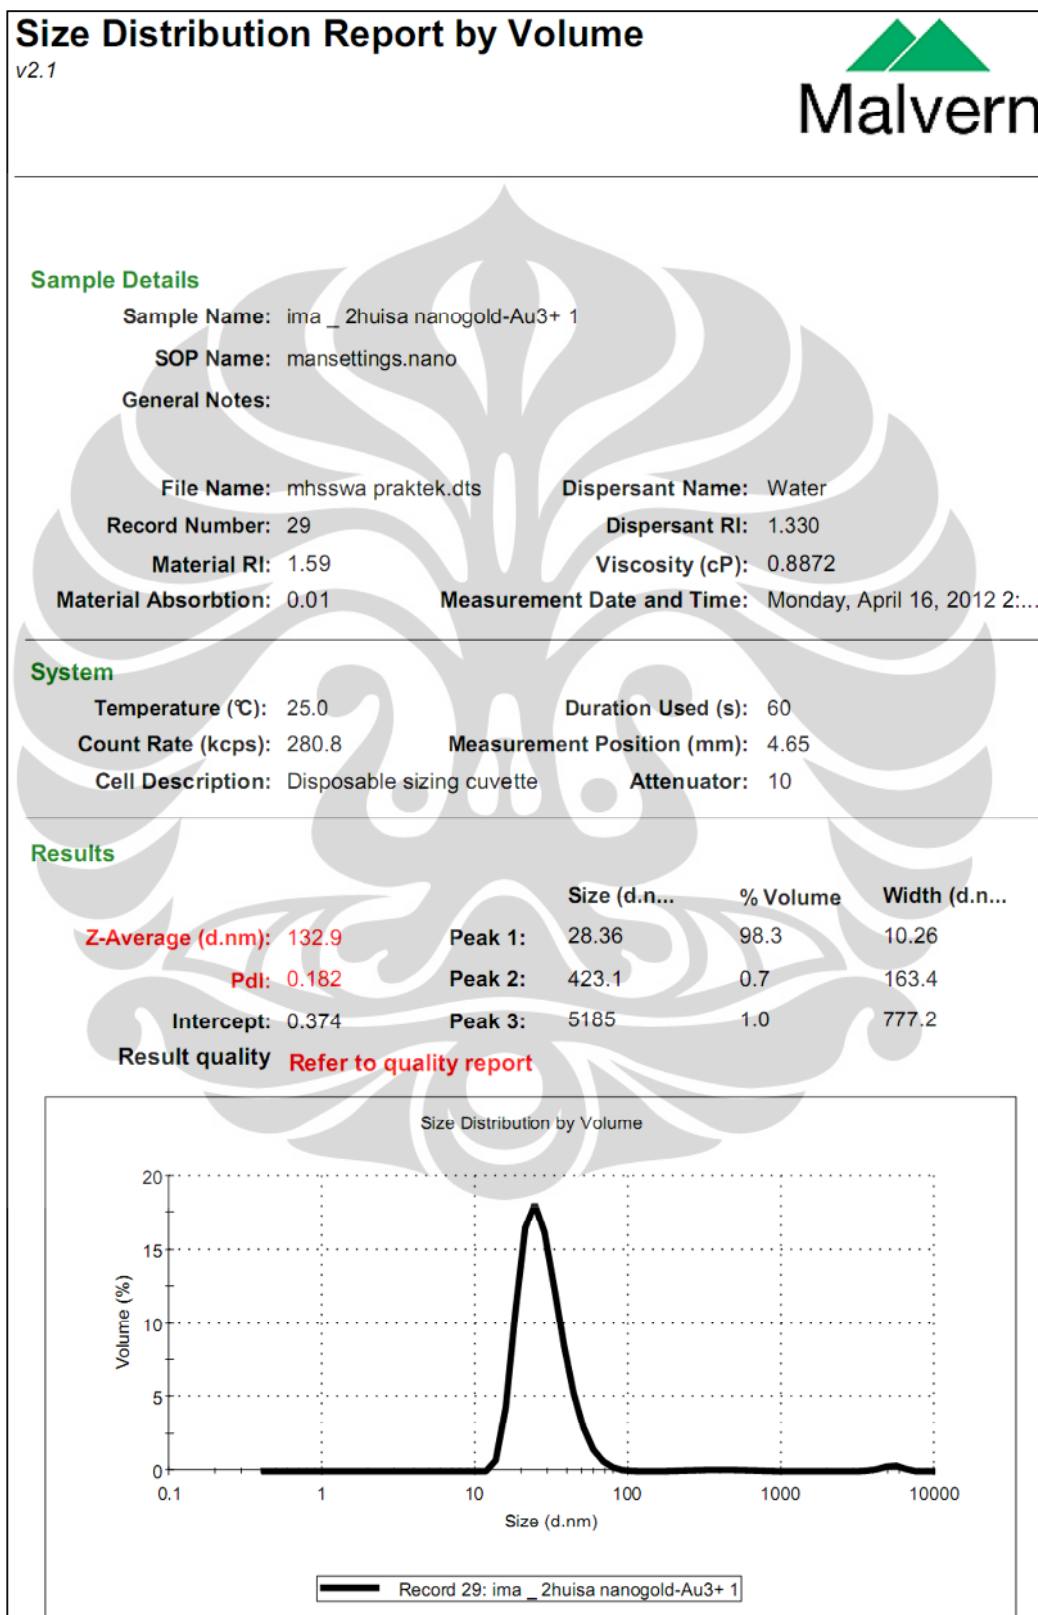 Size Distribution Report by Volume
v2.1
Malvern
Sample Details
Sample Name: ima _ 2huisa nanogold-Au3+ 1
SOP Name: mansettings.nano
General Notes:
File Name: mhsswa praktek.dts Dispersant Name: Water
Record Number: 29 Dispersant RI: 1.330
Material RI: 1.59 Viscosity (cP): 0.8872
Material Absorbtion: 0.01 Measurement Date and Time: Monday, April 16, 2012 2:...
System
Temperature (°C): 25.0 Duration Used (s): 60
Count Rate (kcps): 280.8 Measurement Position (mm): 4.65
Cell Description: Disposable sizing cuvette Attenuator: 10
Results
Size (d.n... % Volume Width (d.n...
Z-Average (d.nm): 132.9 Peak 1: 28.36 98.3 10.26
PdI: 0.182 Peak 2: 423.1 0.7 163.4
Intercept: 0.374 Peak 3: 5185 1.0 777.2
Result quality Refer to quality report
Size Distribution by Volume
20
15
10
5
0
Volume (%)
0.1 1 10 100 1000 10000
Size (d.nm)
Record 29: ima _ 2huisa nanogold-Au3+ 1